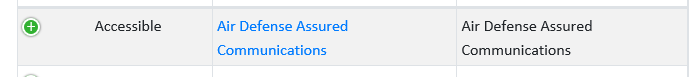 Accessible
Air Defense Assured
Communications
Air Defense Assured
Communications